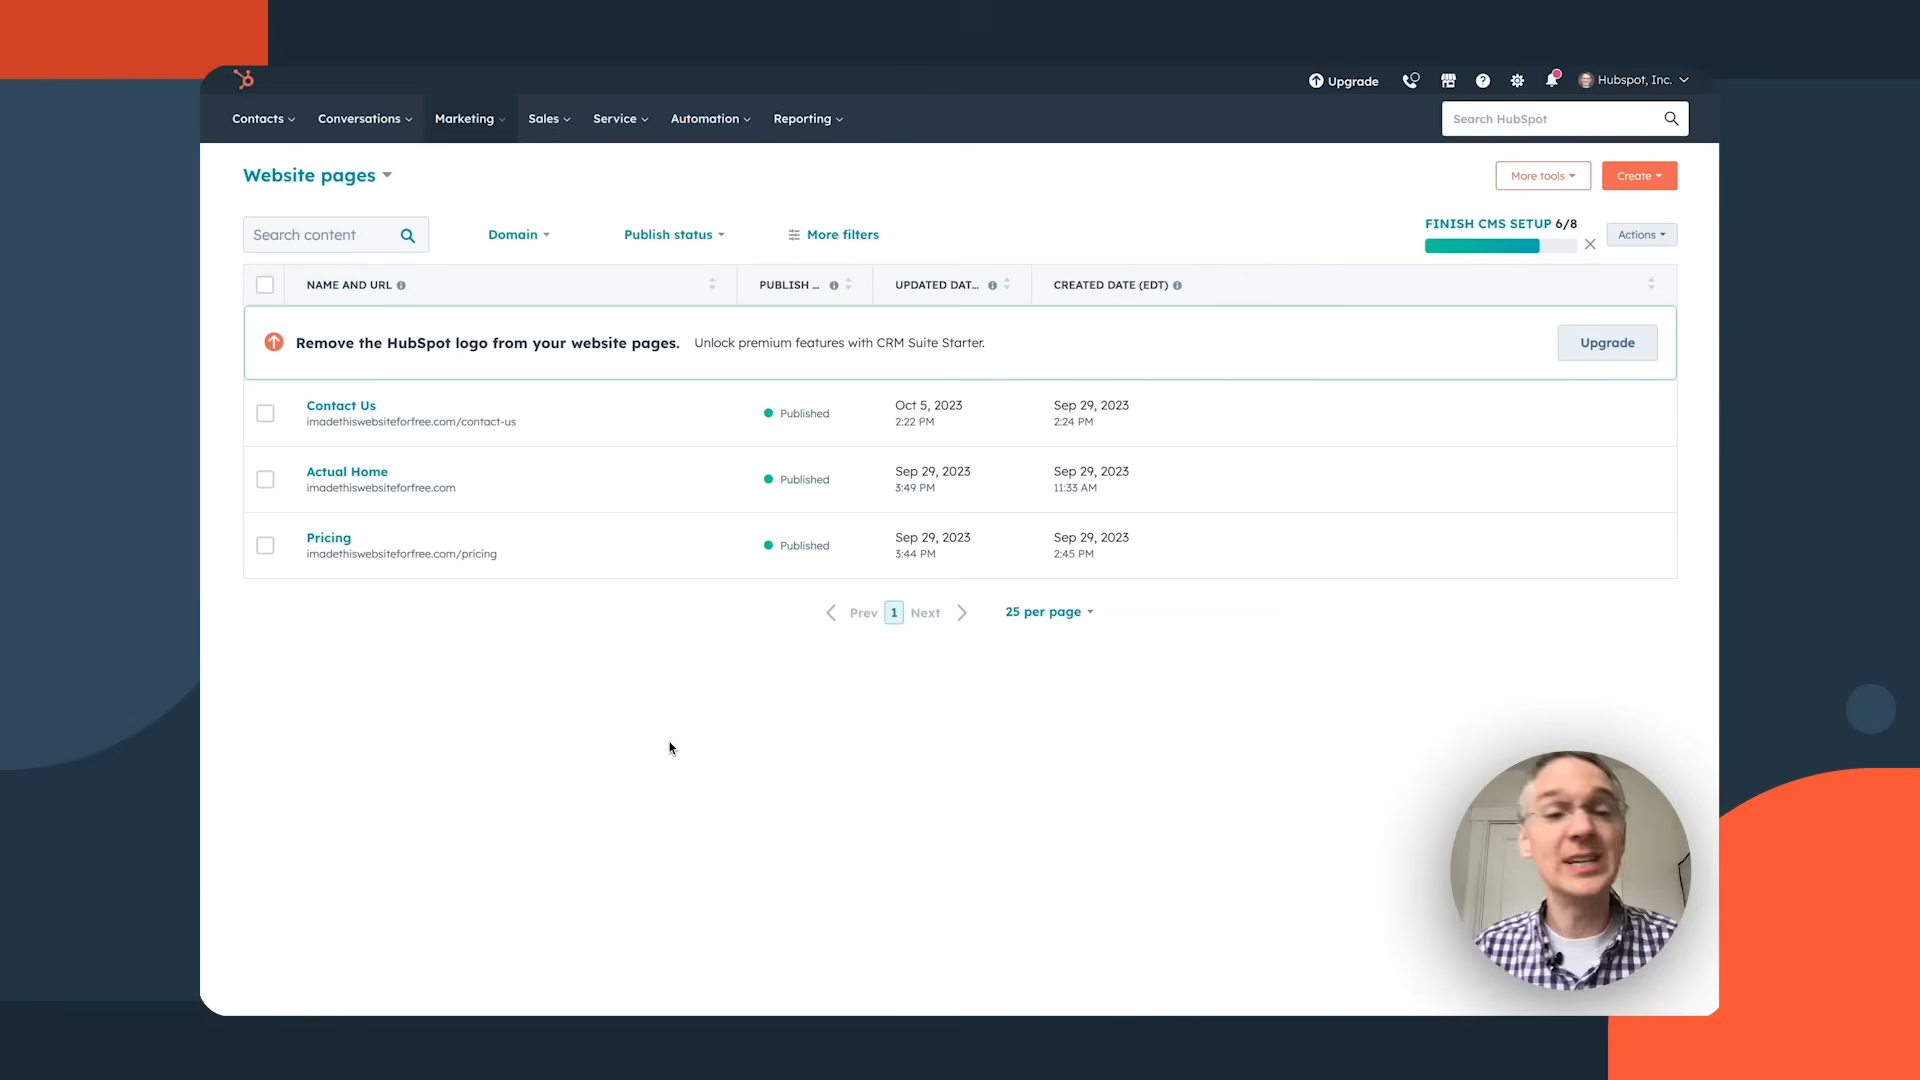 Upgrade
Hubspot, Inc.
Contacts
Conversations
Marketing
Sales
Service
Automation
Reporting
Search HubSpot
Website pages
More tools
Create
Search content
Domain
Publish status
More filters
FINISH CMS SETUP 6/8
Actions
NAME AND URL
PUBLISH ...
UPDATED DAT...
CREATED DATE (EDT)
Remove the HubSpot logo from your website pages. Unlock premium features with CRM Suite Starter.
Upgrade
Contact Us
imadethiswebsiteforfree.com/contact-us
Published
Oct 5, 2023
2:22 PM
Sep 29, 2023
2:24 PM
Actual Home
imadethiswebsiteforfree.com
Published
Sep 29, 2023
3:49 PM
Sep 29, 2023
11:33 AM
Pricing
imadethiswebsiteforfree.com/pricing
Published
Sep 29, 2023
3:44 PM
Sep 29, 2023
2:45 PM
Prev 1 Next
25 per page